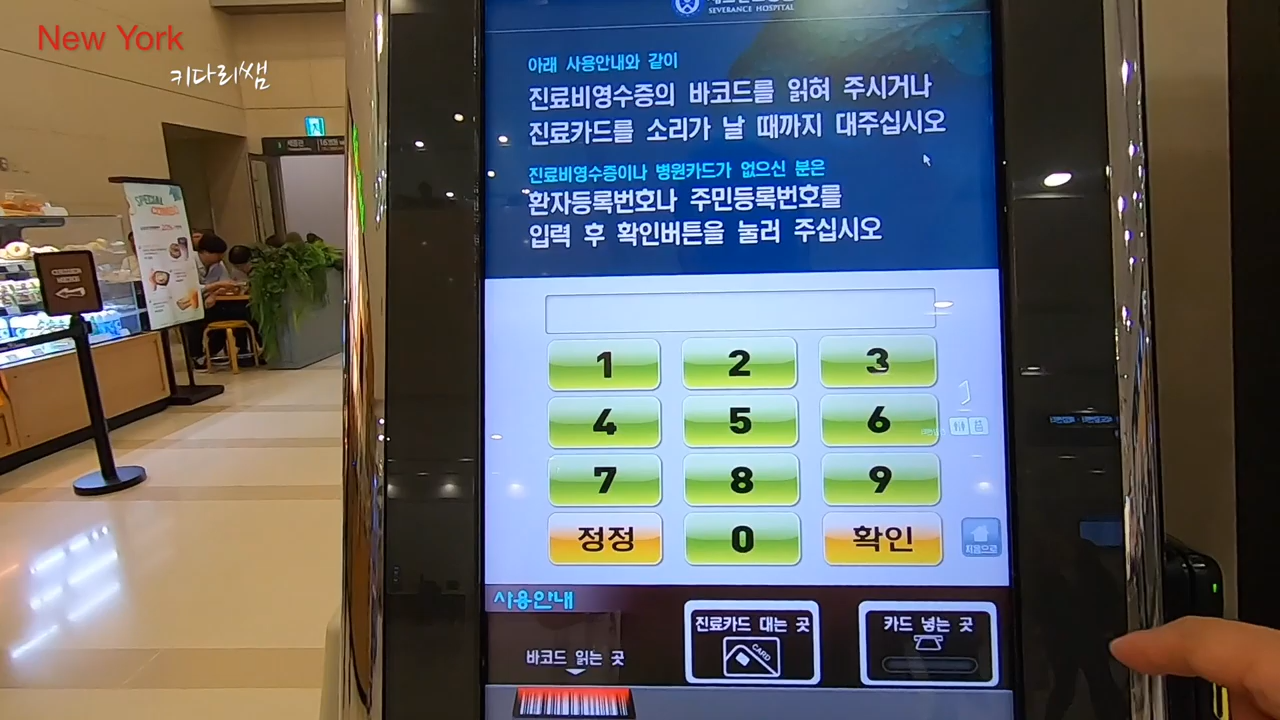 New York
키다리쌤
SEVERANCE HOSPITAL
아래 사용안내와 같이
진료비영수증의 바코드를 읽혀 주시거나
진료카드를 소리가 날 때까지 대주십시오
진료비영수증이나 병원카드가 없으신 분은
환자등록번호나 주민등록번호를
입력 후 확인버튼을 눌러 주십시오
1 2 3
4 5 6
7 8 9
정정 0 확인
처음으로
사용안내
바코드 읽는 곳
진료카드 대는 곳
CARD
카드 넣는 곳
SPECIAL
COMBO